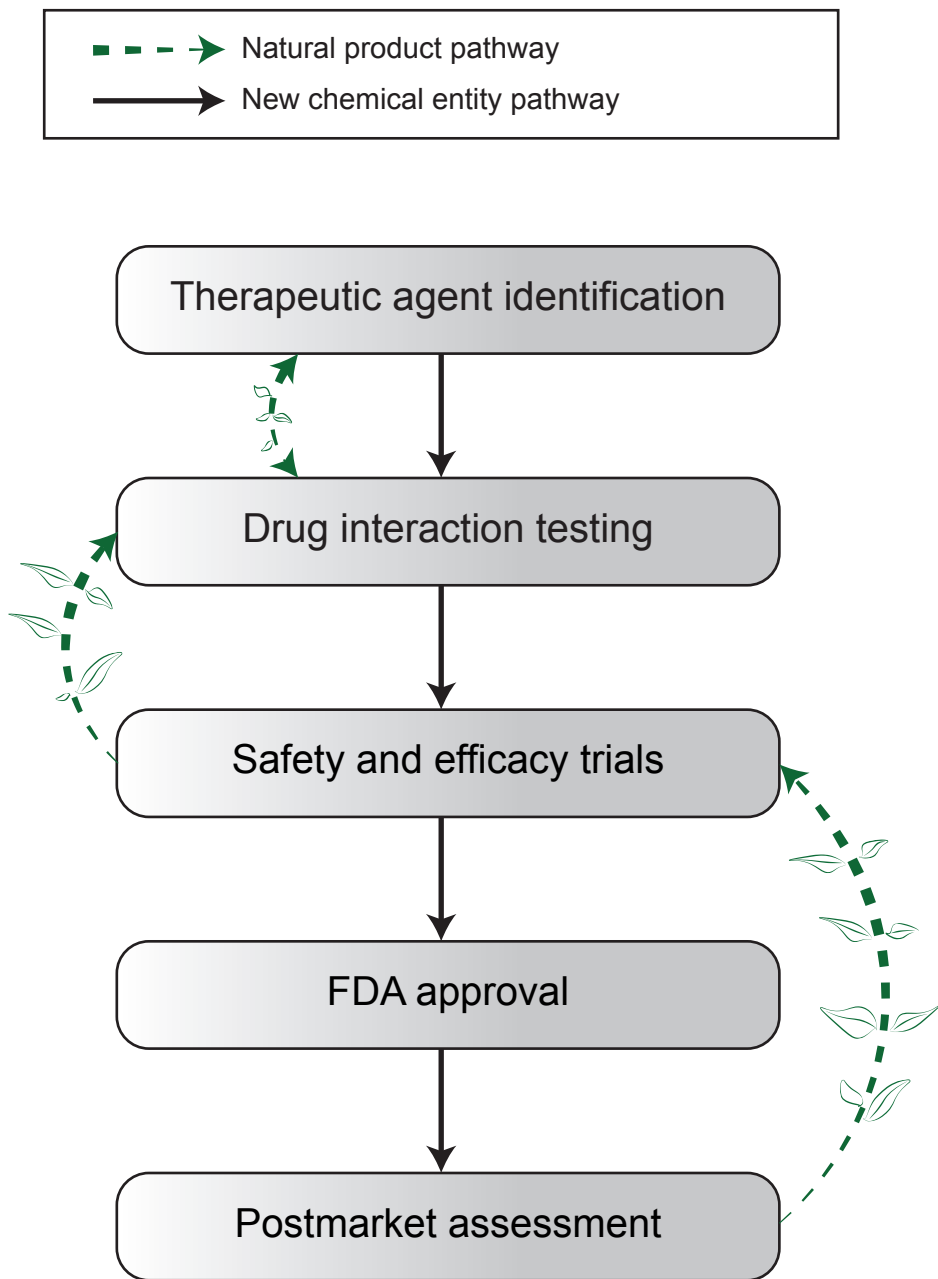 Natural product pathway
New chemical entity pathway
Therapeutic agent identification
Drug interaction testing
Safety and efficacy trials
FDA approval
Postmarket assessment